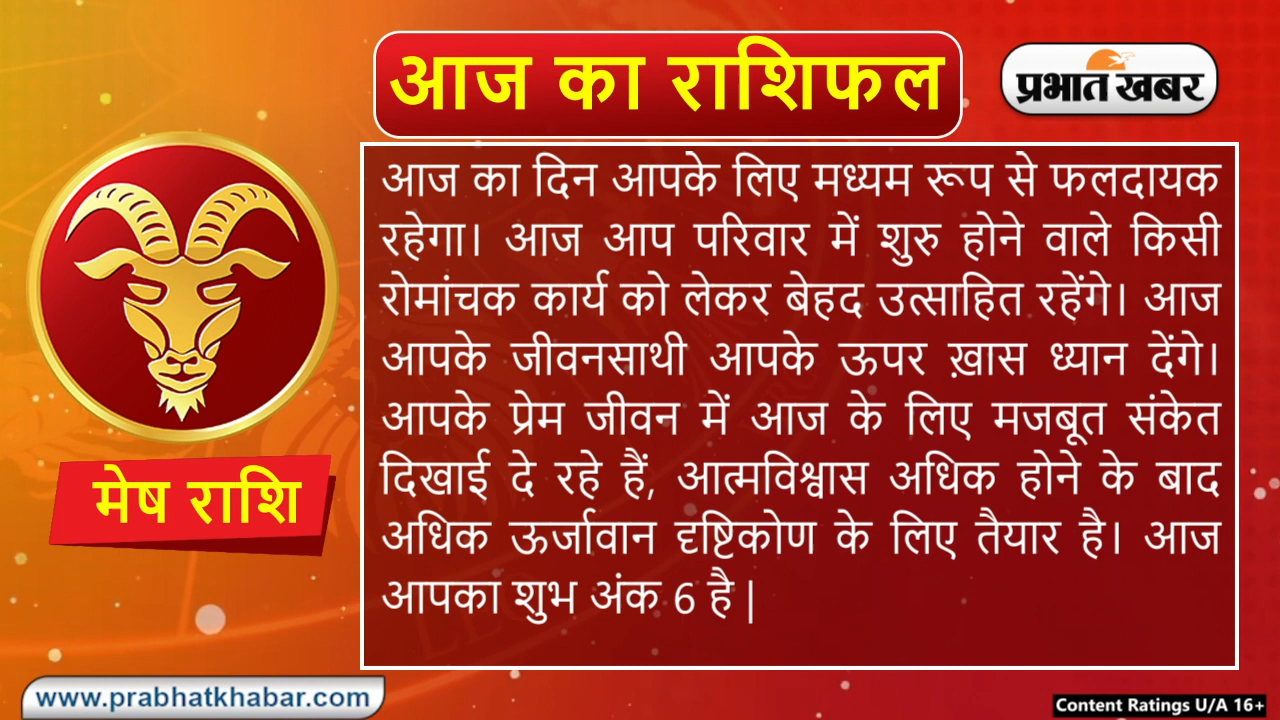 आज का राशिफल
प्रभात खबर
आज का दिन आपके लिए मध्यम रूप से फलदायक
रहेगा। आज आप परिवार में शुरु होने वाले किसी
रोमांचक कार्य को लेकर बेहद उत्साहित रहेंगे। आज
आपके जीवनसाथी आपके ऊपर ख़ास ध्यान देंगे।
आपके प्रेम जीवन में आज के लिए मजबूत संकेत
दिखाई दे रहे हैं, आत्मविश्वास अधिक होने के बाद
अधिक ऊर्जावान दृष्टिकोण के लिए तैयार है। आज
आपका शुभ अंक 6 है |
मेष राशि
www.prabhatkhabar.com
Content Ratings U/A 16+